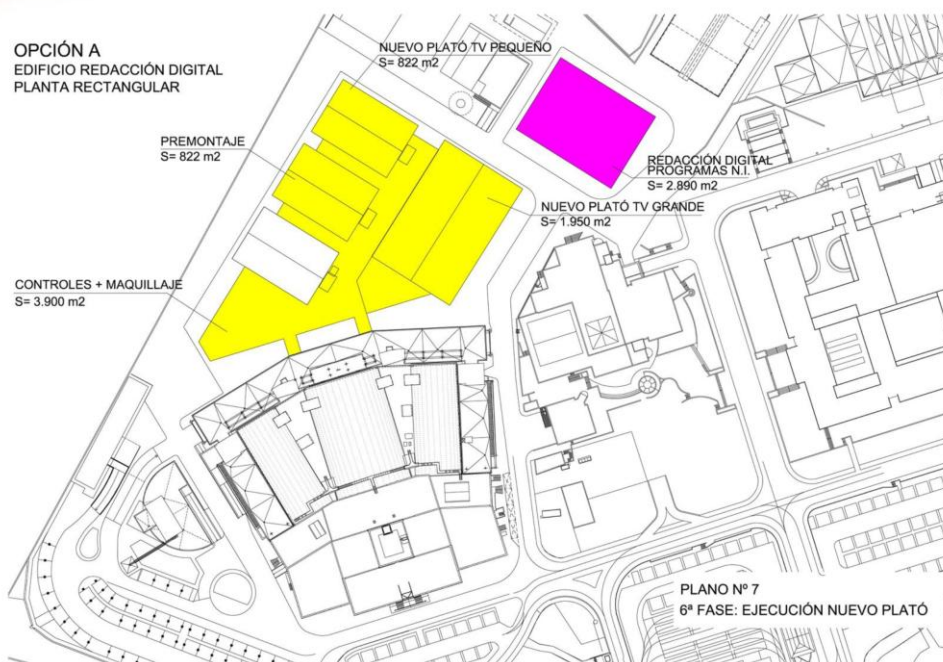 OPCIÓN A
EDIFICIO REDACCIÓN DIGITAL
PLANTA RECTANGULAR
NUEVO PLATÓ TV PEQUEÑO
S= 822 m2
PREMONTAJE
S= 822 m2
REDACCIÓN DIGITAL
PROGRAMAS N.I.
S= 2.890 m2
NUEVO PLATÓ TV GRANDE
S= 1.950 m2
CONTROLES + MAQUILLAJE
S= 3.900 m2
PLANO Nº 7
6ª FASE: EJECUCIÓN NUEVO PLATÓ